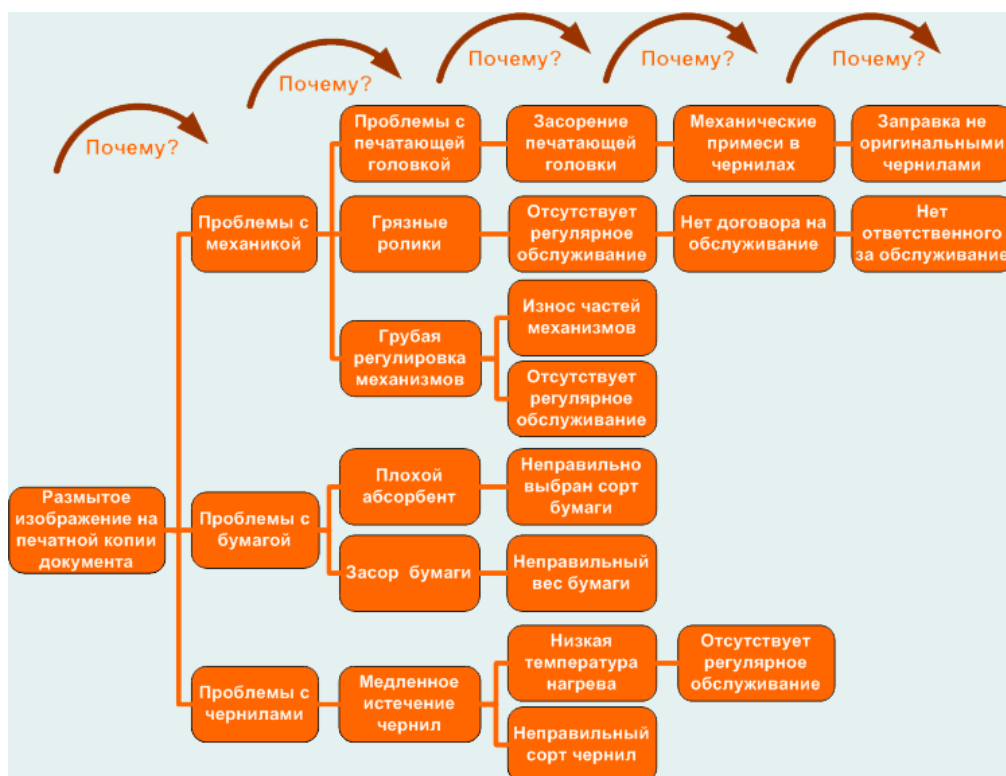 Почему?
Почему?
Почему?
Почему?
Почему?
Проблемы с
печатающей
головкой
Засорение
печатающей
головки
Механические
примеси в
чернилах
Заправка не
оригинальными
чернилами
Проблемы с
механикой
Грязные
ролики
Отсутствует
регулярное
обслуживание
Нет договора на
обслуживание
Нет
ответственного
за обслуживание
Грубая
регулировка
механизмов
Износ частей
механизмов
Отсутствует
регулярное
обслуживание
Размытое
изображение на
печатной копии
документа
Проблемы с
бумагой
Плохой
абсорбент
Неправильно
выбран сорт
бумаги
Засор бумаги
Неправильный
вес бумаги
Проблемы с
чернилами
Медленное
истечение
чернил
Низкая
температура
нагрева
Отсутствует
регулярное
обслуживание
Неправильный
сорт чернил